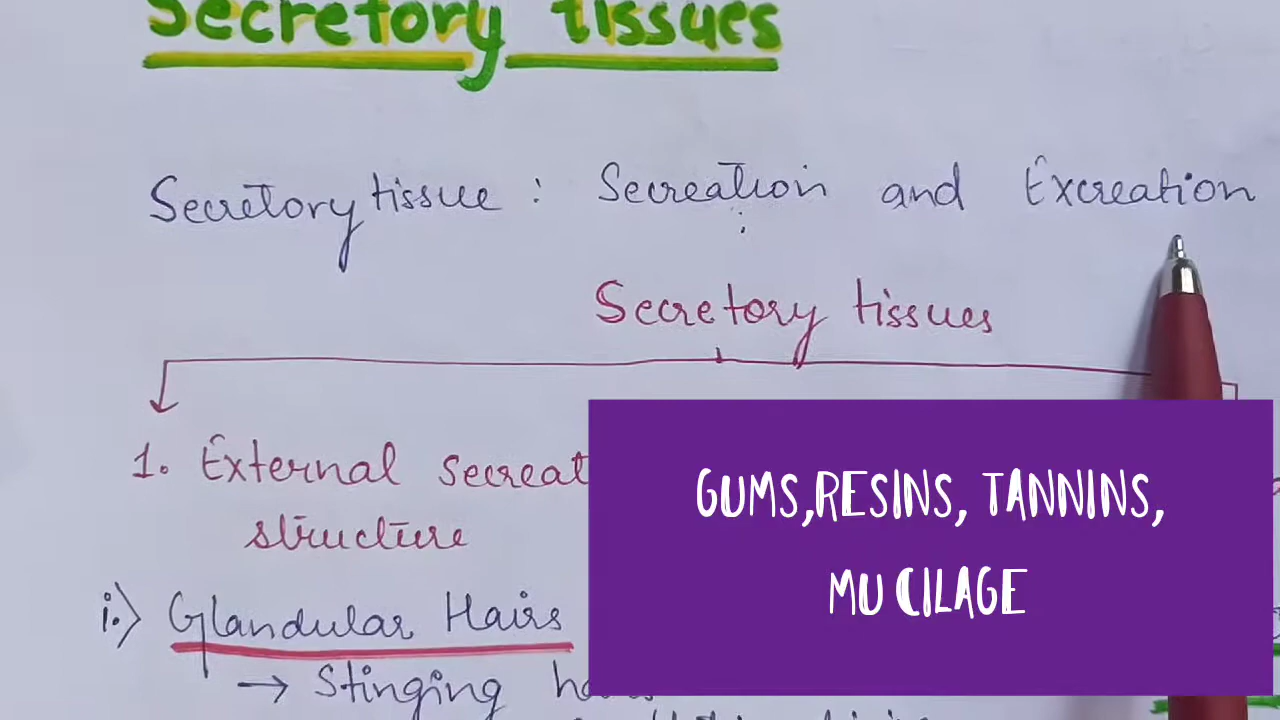 Secretory tissues
Secretory tissue : Secreation and Excreation
Secretory tissues
1. External secreat
structure
i.) Glandular Hairs
→ Stinging
GUMS,RESINS, TANNINS,
MUCILAGE